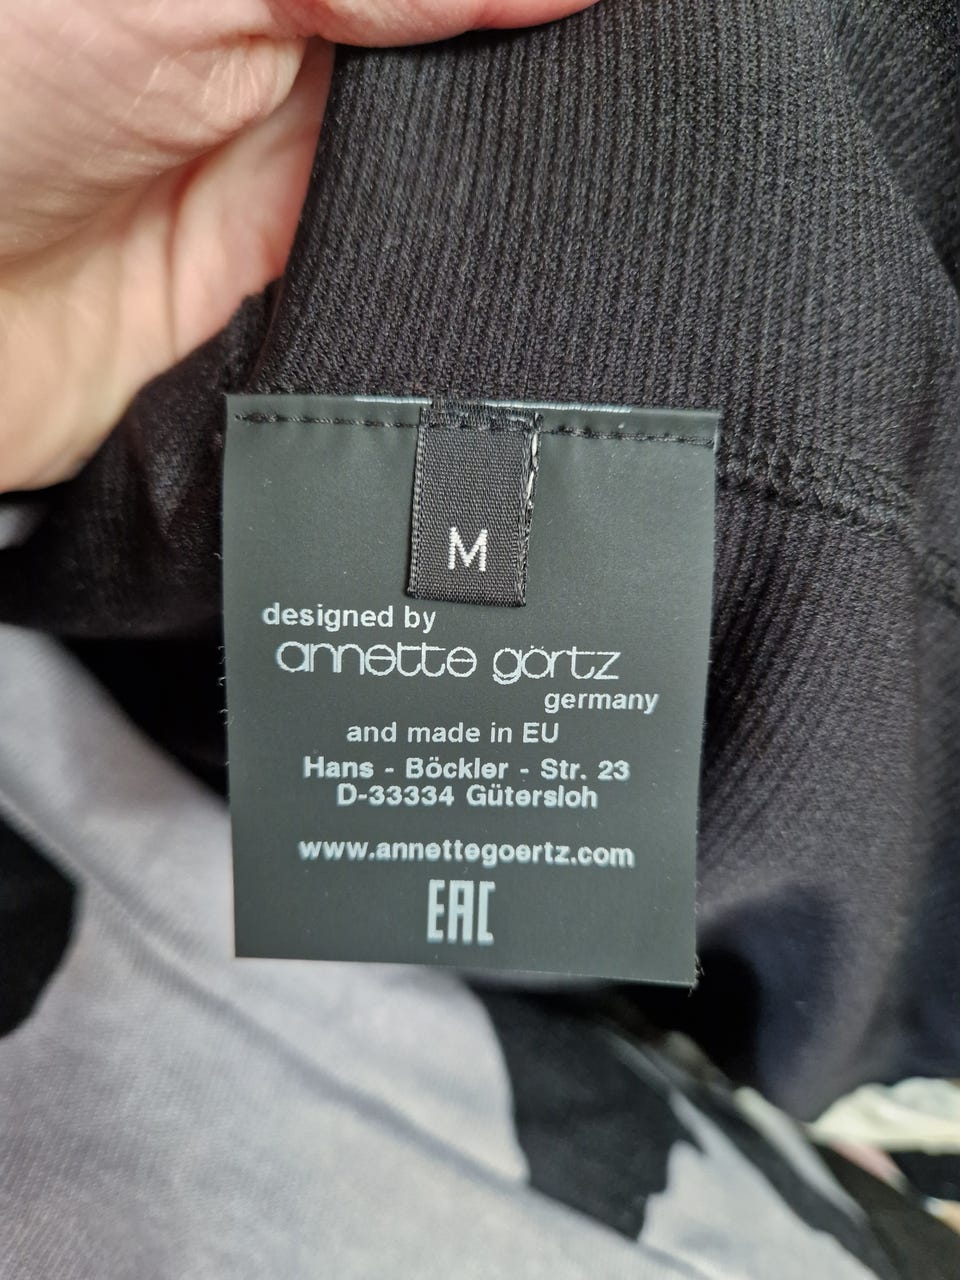 M
designed by
annette görtz
germany
and made in EU
Hans - Böckler - Str. 23
D-33334 Gütersloh
www.annettegoertz.com
EAC